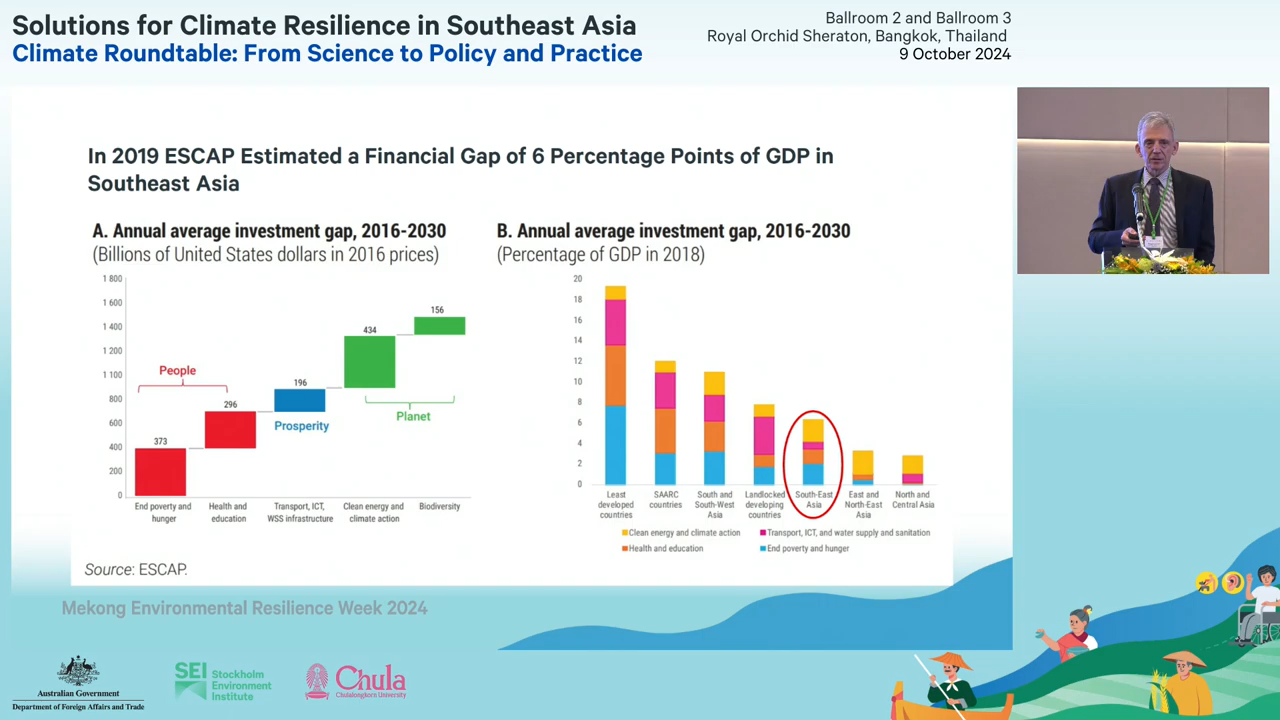 Solutions for Climate Resilience in Southeast Asia
Climate Roundtable: From Science to Policy and Practice
Ballroom 2 and Ballroom 3
Royal Orchid Sheraton, Bangkok, Thailand
9 October 2024
In 2019 ESCAP Estimated a Financial Gap of 6 Percentage Points of GDP in
Southeast Asia
A. Annual average investment gap, 2016-2030
(Billions of United States dollars in 2016 prices)
1 800
1 600
1 400
1 200
1 100
800
600
400
200
0
373
296
196
434
156
People
Prosperity
Planet
End poverty and
hunger
Health and
education
Transport, ICT,
WSS infrastructure
Clean energy and
climate action
Biodiversity
B. Annual average investment gap, 2016-2030
(Percentage of GDP in 2018)
20
18
16
14
12
10
8
6
4
2
0
Least
developed
countries
SAARC
countries
South and
South-West
Asia
Landlocked
developing
countries
South-East
Asia
East and
North-East
Asia
North and
Central Asia
Clean energy and climate action
Transport, ICT, and water supply and sanitation
Health and education
End poverty and hunger
Source: ESCAP.
Mekong Environmental Resilience Week 2024
Australian Government
Department of Foreign Affairs and Trade
SEI Stockholm
Environment
Institute
Chula
Chulalongkorn University